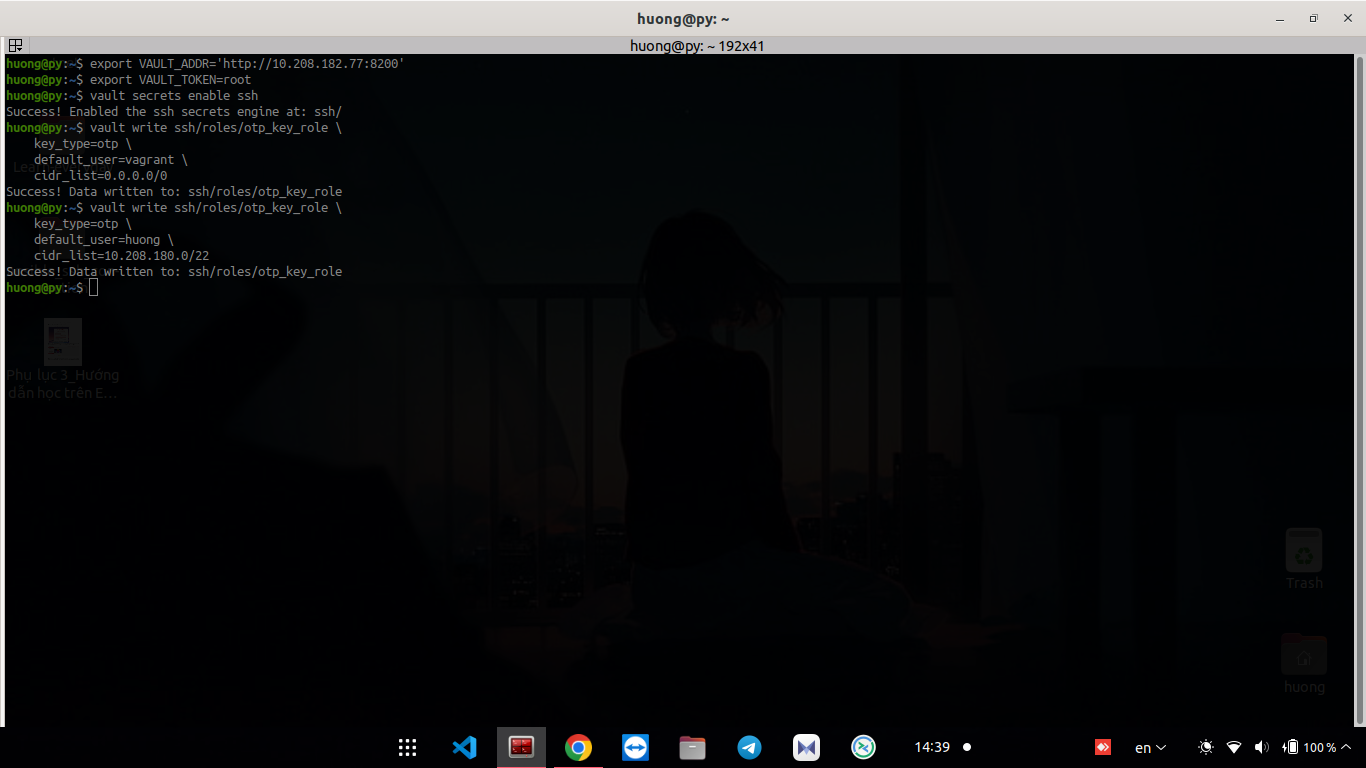 huong@py: ~
huong@py: ~ 192x41
huong@py:~$ export VAULT_ADDR='http://10.208.182.77:8200'
huong@py:~$ export VAULT_TOKEN=root
huong@py:~$ vault secrets enable ssh
Success! Enabled the ssh secrets engine at: ssh/
huong@py:~$ vault write ssh/roles/otp_key_role \
    key_type=otp \
    default_user=vagrant \
    cidr_list=0.0.0.0/0
Success! Data written to: ssh/roles/otp_key_role
huong@py:~$ vault write ssh/roles/otp_key_role \
    key_type=otp \
    default_user=huong \
    cidr_list=10.208.180.0/22
Success! Data written to: ssh/roles/otp_key_role
huong@py:~$
Phụ lục 3_Hướng
dẫn học trên E...
Trash
huong
14:39
en
100 %